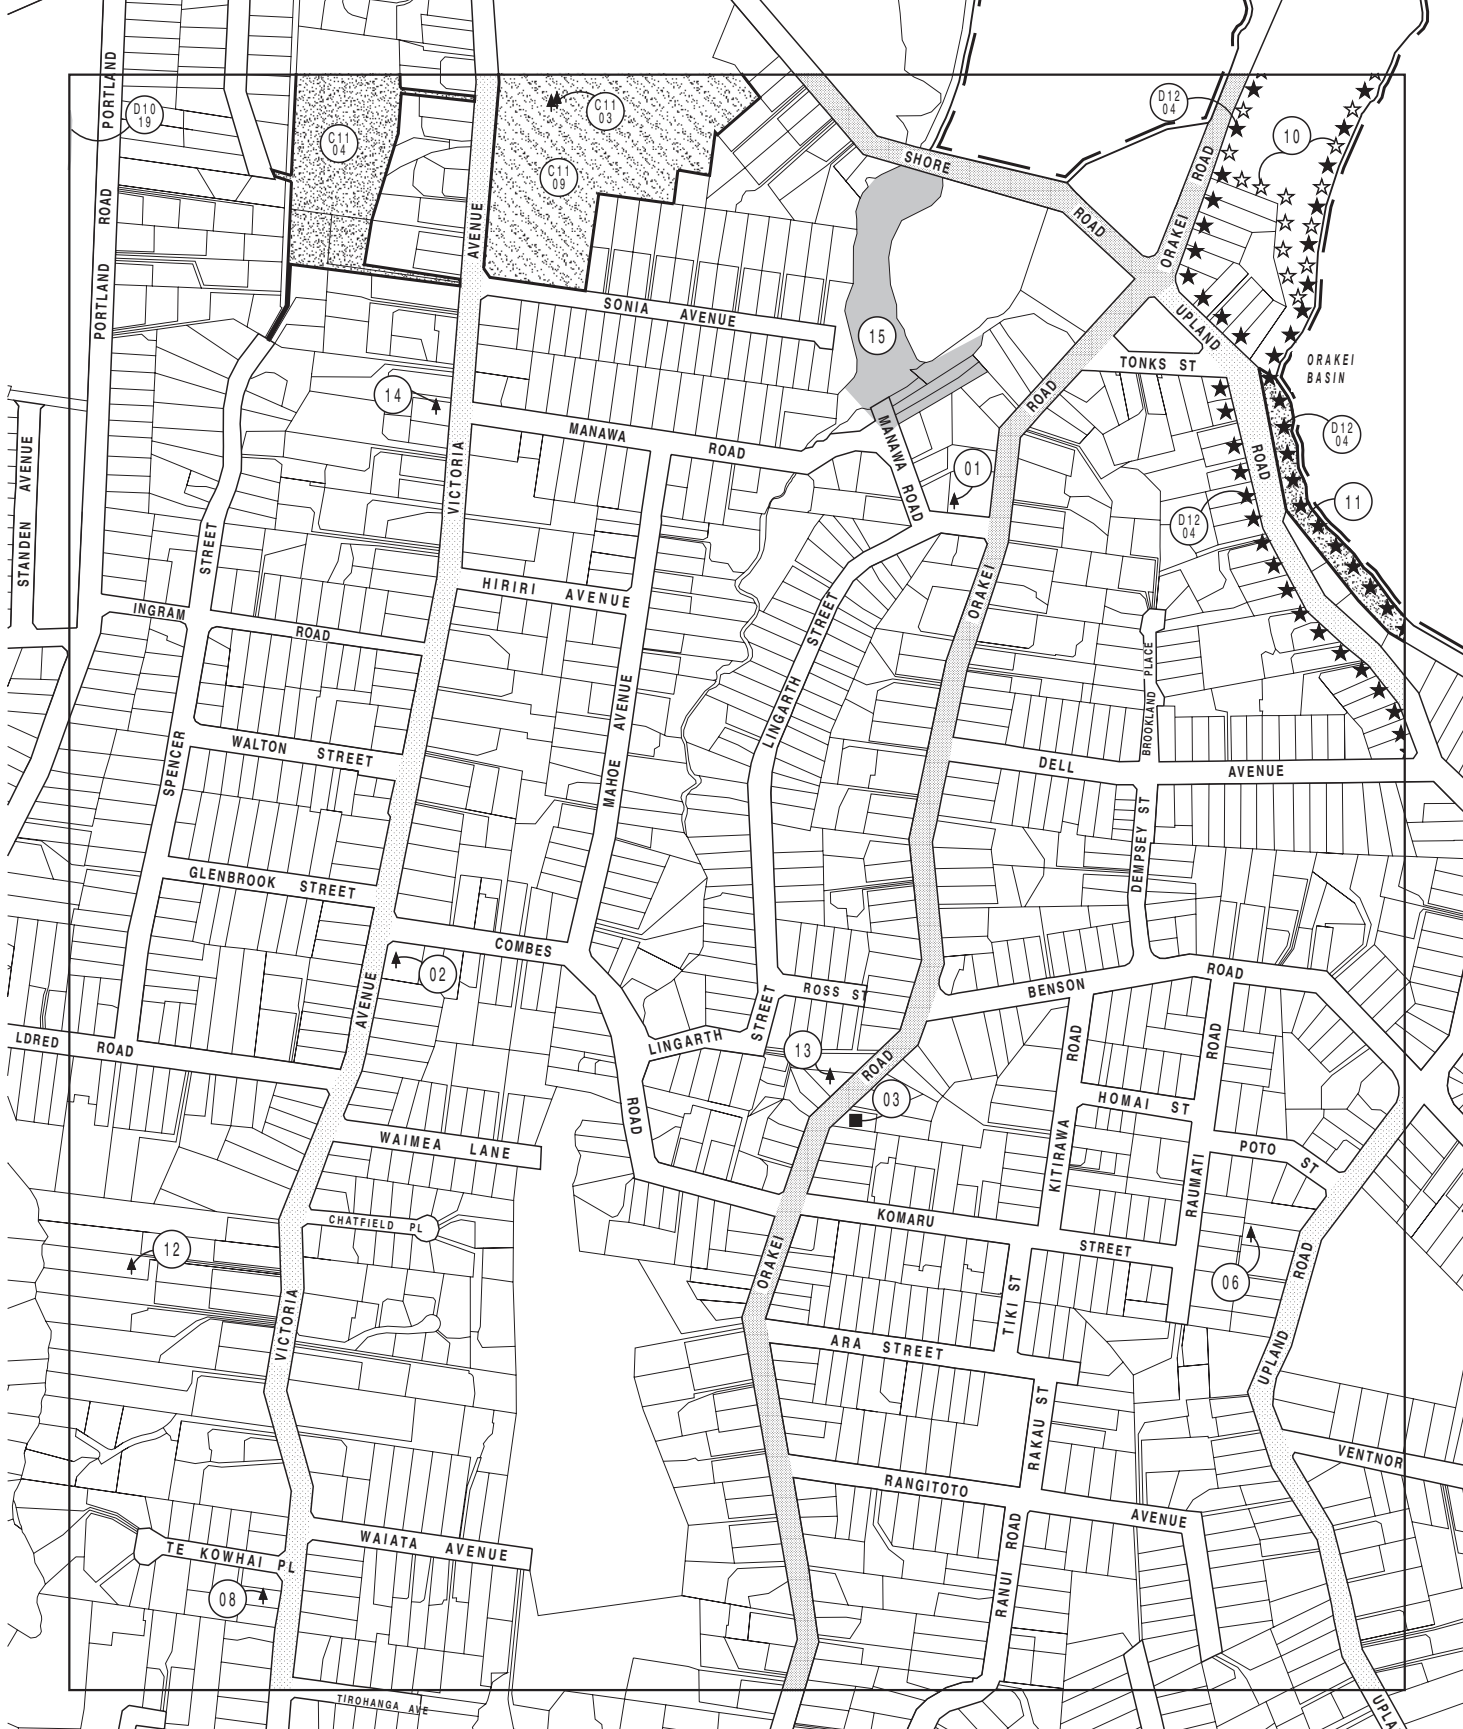 PORTLAND
D10
19
C11
04
C11
03
C11
09
D12
04
10
SHORE
ROAD
ORAKEI
ROAD
PORTLAND ROAD
AVENUE
SONIA AVENUE
15
UPLAND
TONKS ST
ORAKEI
BASIN
14
MANAWA
ROAD
MANAWA ROAD
ROAD
01
D12
04
11
D12
04
ROAD
STANDEN AVENUE
VICTORIA
STREET
HIRIRI AVENUE
ORAKEI
INGRAM
ROAD
LINGARTH STREET
BROOKLAND PLACE
SPENCER
WALTON STREET
MAHOE AVENUE
DELL
AVENUE
DEMPSEY ST
GLENBROOK STREET
COMBES
02
AVENUE
ROSS ST
BENSON
ROAD
LDRED ROAD
LINGARTH
STREET
13
ROAD
03
ROAD
ROAD
ROAD
HOMAI ST
WAIMEA LANE
KITIRAWA
RAUMATI
POTO ST
CHATFIELD PL
KOMARU
STREET
12
ORAKEI
06
ROAD
VICTORIA
TIKI ST
ARA STREET
UPLAND
RAKAU ST
RANGITOTO
AVENUE
VENTNOR
WAIATA AVENUE
TE KOWHAI PL
08
RANUI ROAD
TIROHANGA AVE
UPLA